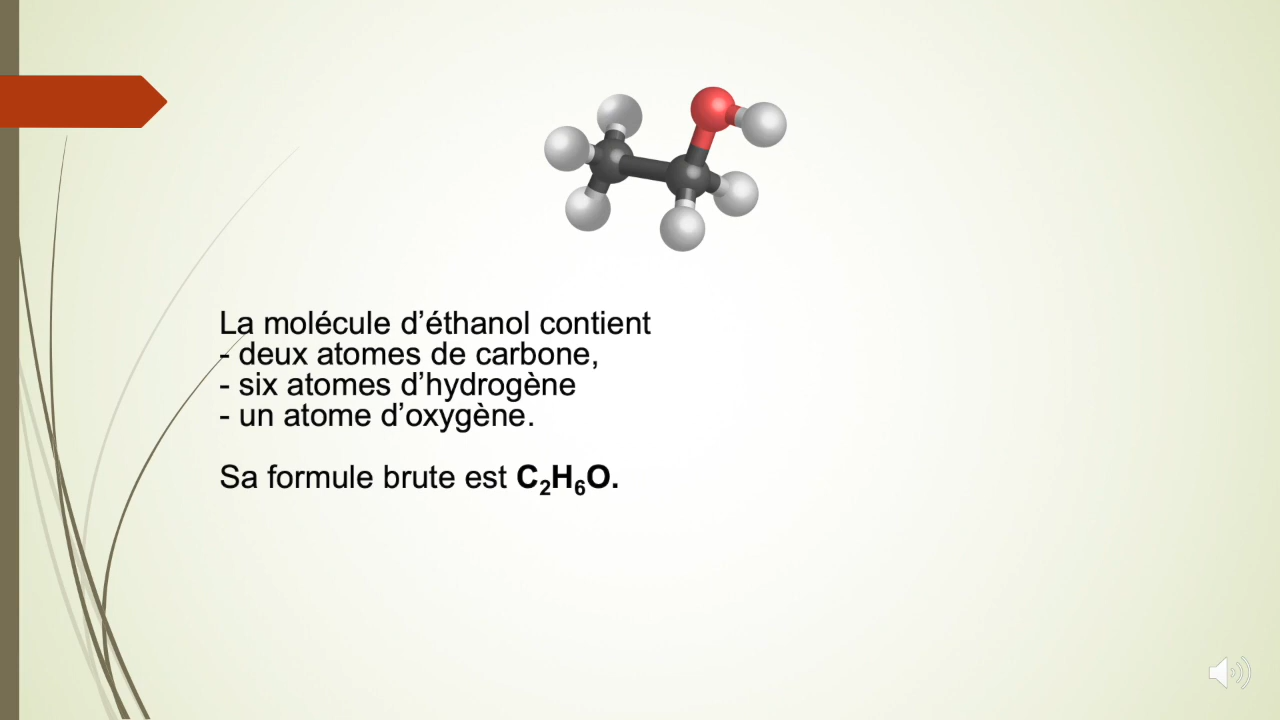 La molécule d’éthanol contient
- deux atomes de carbone,
- six atomes d’hydrogène
- un atome d’oxygène.
Sa formule brute est C₂H₆O.